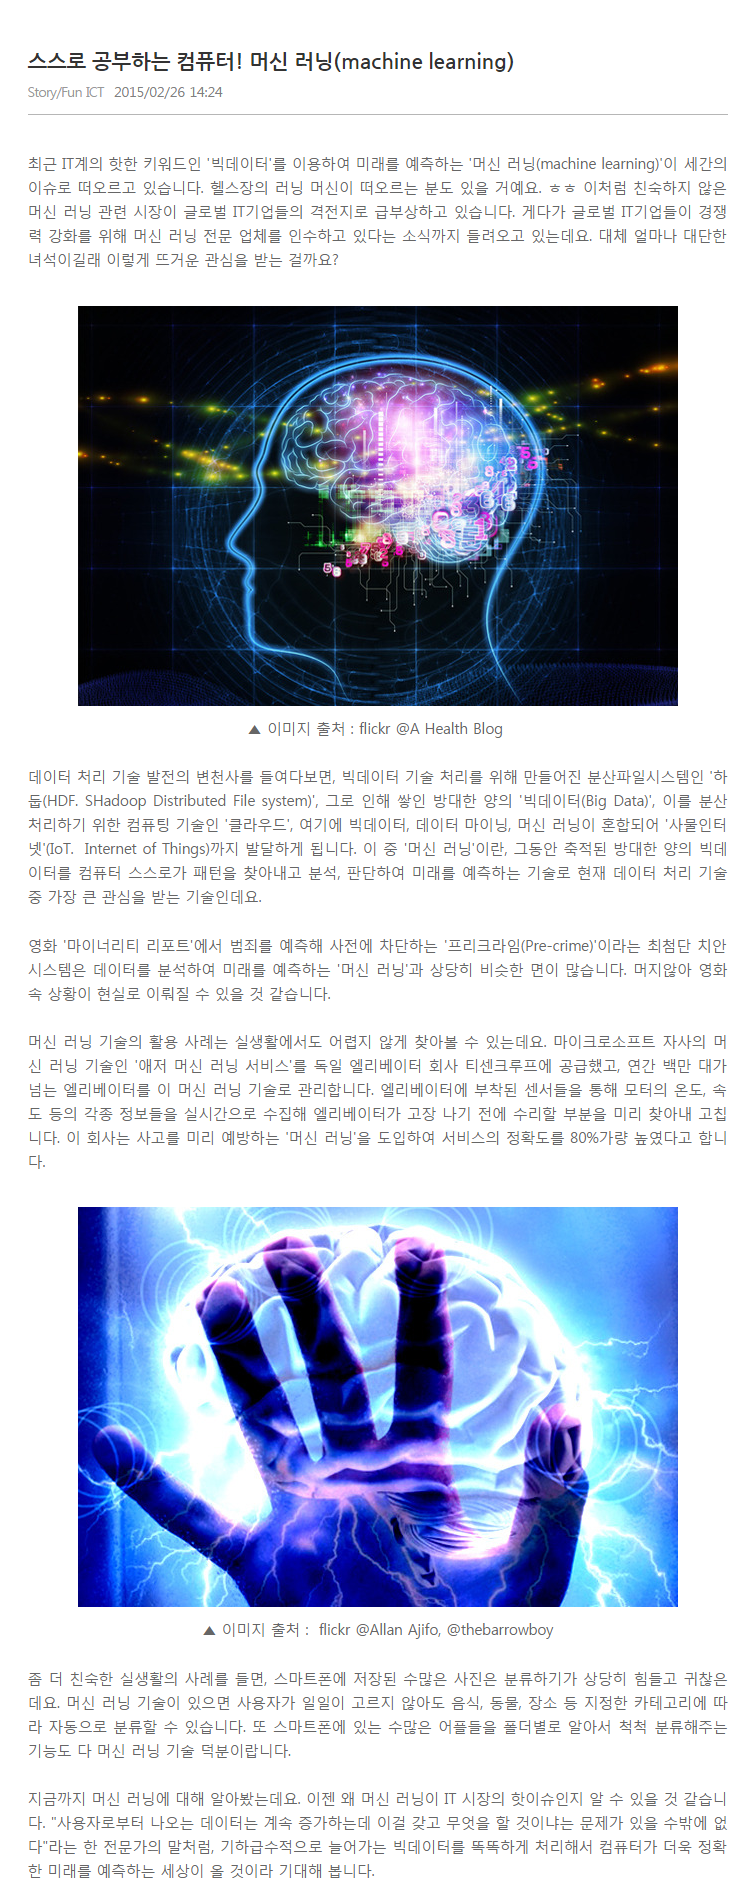 스스로 공부하는 컴퓨터! 머신 러닝(machine learning)
Story/Fun ICT 2015/02/26 14:24
최근 IT계의 핫한 키워드인 '빅데이터'를 이용하여 미래를 예측하는 '머신 러닝(machine learning)'이 세간의
이슈로 떠오르고 있습니다. 헬스장의 러닝 머신이 떠오르는 분도 있을 거예요. ㅎㅎ 이처럼 친숙하지 않은
머신 러닝 관련 시장이 글로벌 IT기업들의 격전지로 급부상하고 있습니다. 게다가 글로벌 IT기업들이 경쟁
력 강화를 위해 머신 러닝 전문 업체를 인수하고 있다는 소식까지 들려오고 있는데요. 대체 얼마나 대단한
녀석이길래 이렇게 뜨거운 관심을 받는 걸까요?
▲ 이미지 출처 : flickr @A Health Blog
데이터 처리 기술 발전의 변천사를 들여다보면, 빅데이터 기술 처리를 위해 만들어진 분산파일시스템인 '하
둡(HDF. SHadoop Distributed File system)', 그로 인해 쌓인 방대한 양의 '빅데이터(Big Data)', 이를 분산
처리하기 위한 컴퓨팅 기술인 '클라우드', 여기에 빅데이터, 데이터 마이닝, 머신 러닝이 혼합되어 '사물인터
넷'(IoT. Internet of Things)까지 발달하게 됩니다. 이 중 '머신 러닝'이란, 그동안 축적된 방대한 양의 빅데
이터를 컴퓨터 스스로가 패턴을 찾아내고 분석, 판단하여 미래를 예측하는 기술로 현재 데이터 처리 기술
중 가장 큰 관심을 받는 기술인데요.
영화 '마이너리티 리포트'에서 범죄를 예측해 사전에 차단하는 '프리크라임(Pre-crime)'이라는 최첨단 치안
시스템은 데이터를 분석하여 미래를 예측하는 '머신 러닝'과 상당히 비슷한 면이 많습니다. 머지않아 영화
속 상황이 현실로 이뤄질 수 있을 것 같습니다.
머신 러닝 기술의 활용 사례는 실생활에서도 어렵지 않게 찾아볼 수 있는데요. 마이크로소프트 자사의 머
신 러닝 기술인 '애저 머신 러닝 서비스'를 독일 엘리베이터 회사 티센크루프에 공급했고, 연간 백만 대가
넘는 엘리베이터를 이 머신 러닝 기술로 관리합니다. 엘리베이터에 부착된 센서들을 통해 모터의 온도, 속
도 등의 각종 정보들을 실시간으로 수집해 엘리베이터가 고장 나기 전에 수리할 부분을 미리 찾아내 고칩
니다. 이 회사는 사고를 미리 예방하는 '머신 러닝'을 도입하여 서비스의 정확도를 80%가량 높였다고 합니
다.
▲ 이미지 출처 : flickr @Allan Ajifo, @thebarrowboy
좀 더 친숙한 실생활의 사례를 들면, 스마트폰에 저장된 수많은 사진은 분류하기가 상당히 힘들고 귀찮은
데요. 머신 러닝 기술이 있으면 사용자가 일일이 고르지 않아도 음식, 동물, 장소 등 지정한 카테고리에 따
라 자동으로 분류할 수 있습니다. 또 스마트폰에 있는 수많은 어플들을 폴더별로 알아서 척척 분류해주는
기능도 다 머신 러닝 기술 덕분이랍니다.
지금까지 머신 러닝에 대해 알아봤는데요. 이젠 왜 머신 러닝이 IT 시장의 핫이슈인지 알 수 있을 것 같습니
다. "사용자로부터 나오는 데이터는 계속 증가하는데 이걸 갖고 무엇을 할 것이냐는 문제가 있을 수밖에 없
다"라는 한 전문가의 말처럼, 기하급수적으로 늘어가는 빅데이터를 똑똑하게 처리해서 컴퓨터가 더욱 정확
한 미래를 예측하는 세상이 올 것이라 기대해 봅니다.